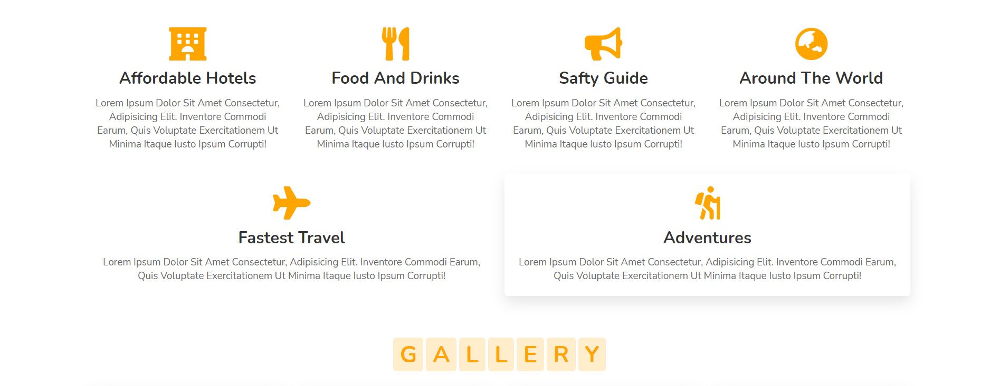 Affordable Hotels
Lorem Ipsum Dolor Sit Amet Consectetur,
Adipisicing Elit. Inventore Commodi
Earum, Quis Voluptate Exercitationem Ut
Minima Itaque Iusto Ipsum Corrupti!
Food And Drinks
Lorem Ipsum Dolor Sit Amet Consectetur,
Adipisicing Elit. Inventore Commodi
Earum, Quis Voluptate Exercitationem Ut
Minima Itaque Iusto Ipsum Corrupti!
Safty Guide
Lorem Ipsum Dolor Sit Amet Consectetur,
Adipisicing Elit. Inventore Commodi
Earum, Quis Voluptate Exercitationem Ut
Minima Itaque Iusto Ipsum Corrupti!
Around The World
Lorem Ipsum Dolor Sit Amet Consectetur,
Adipisicing Elit. Inventore Commodi
Earum, Quis Voluptate Exercitationem Ut
Minima Itaque Iusto Ipsum Corrupti!
Fastest Travel
Lorem Ipsum Dolor Sit Amet Consectetur, Adipisicing Elit. Inventore Commodi Earum,
Quis Voluptate Exercitationem Ut Minima Itaque Iusto Ipsum Corrupti!
Adventures
Lorem Ipsum Dolor Sit Amet Consectetur, Adipisicing Elit. Inventore Commodi Earum,
Quis Voluptate Exercitationem Ut Minima Itaque Iusto Ipsum Corrupti!
GALLERY